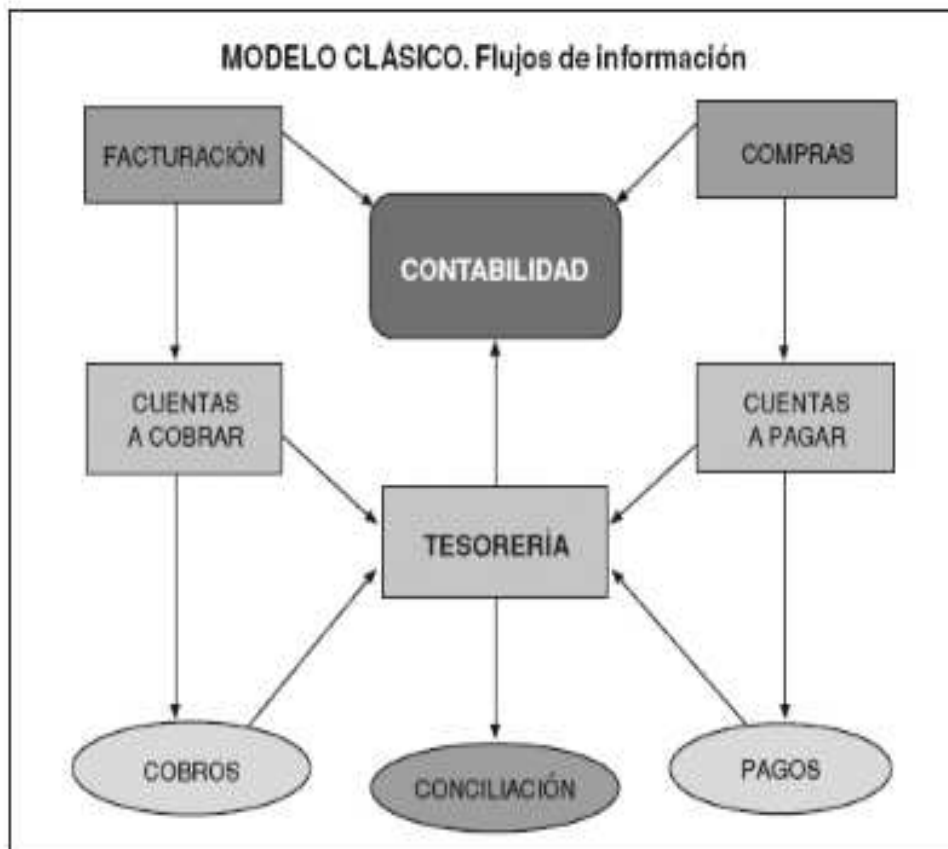 MODELO CLÁSICO. Flujos de información
FACTURACIÓN
COMPRAS
CONTABILIDAD
CUENTAS
A COBRAR
CUENTAS
A PAGAR
TESORERÍA
COBROS
CONCILIACIÓN
PAGOS